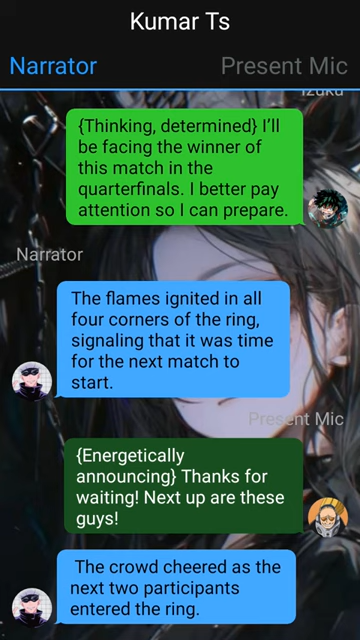 Kumar Ts
Narrator
Present Mic
Izuku
{Thinking, determined} I'll
be facing the winner of
this match in the
quarterfinals. I better pay
attention so I can prepare.
Narrator
The flames ignited in all
four corners of the ring,
signaling that it was time
for the next match to
start.
Present Mic
{Energetically
announcing} Thanks for
waiting! Next up are these
guys!
The crowd cheered as the
next two participants
entered the ring.